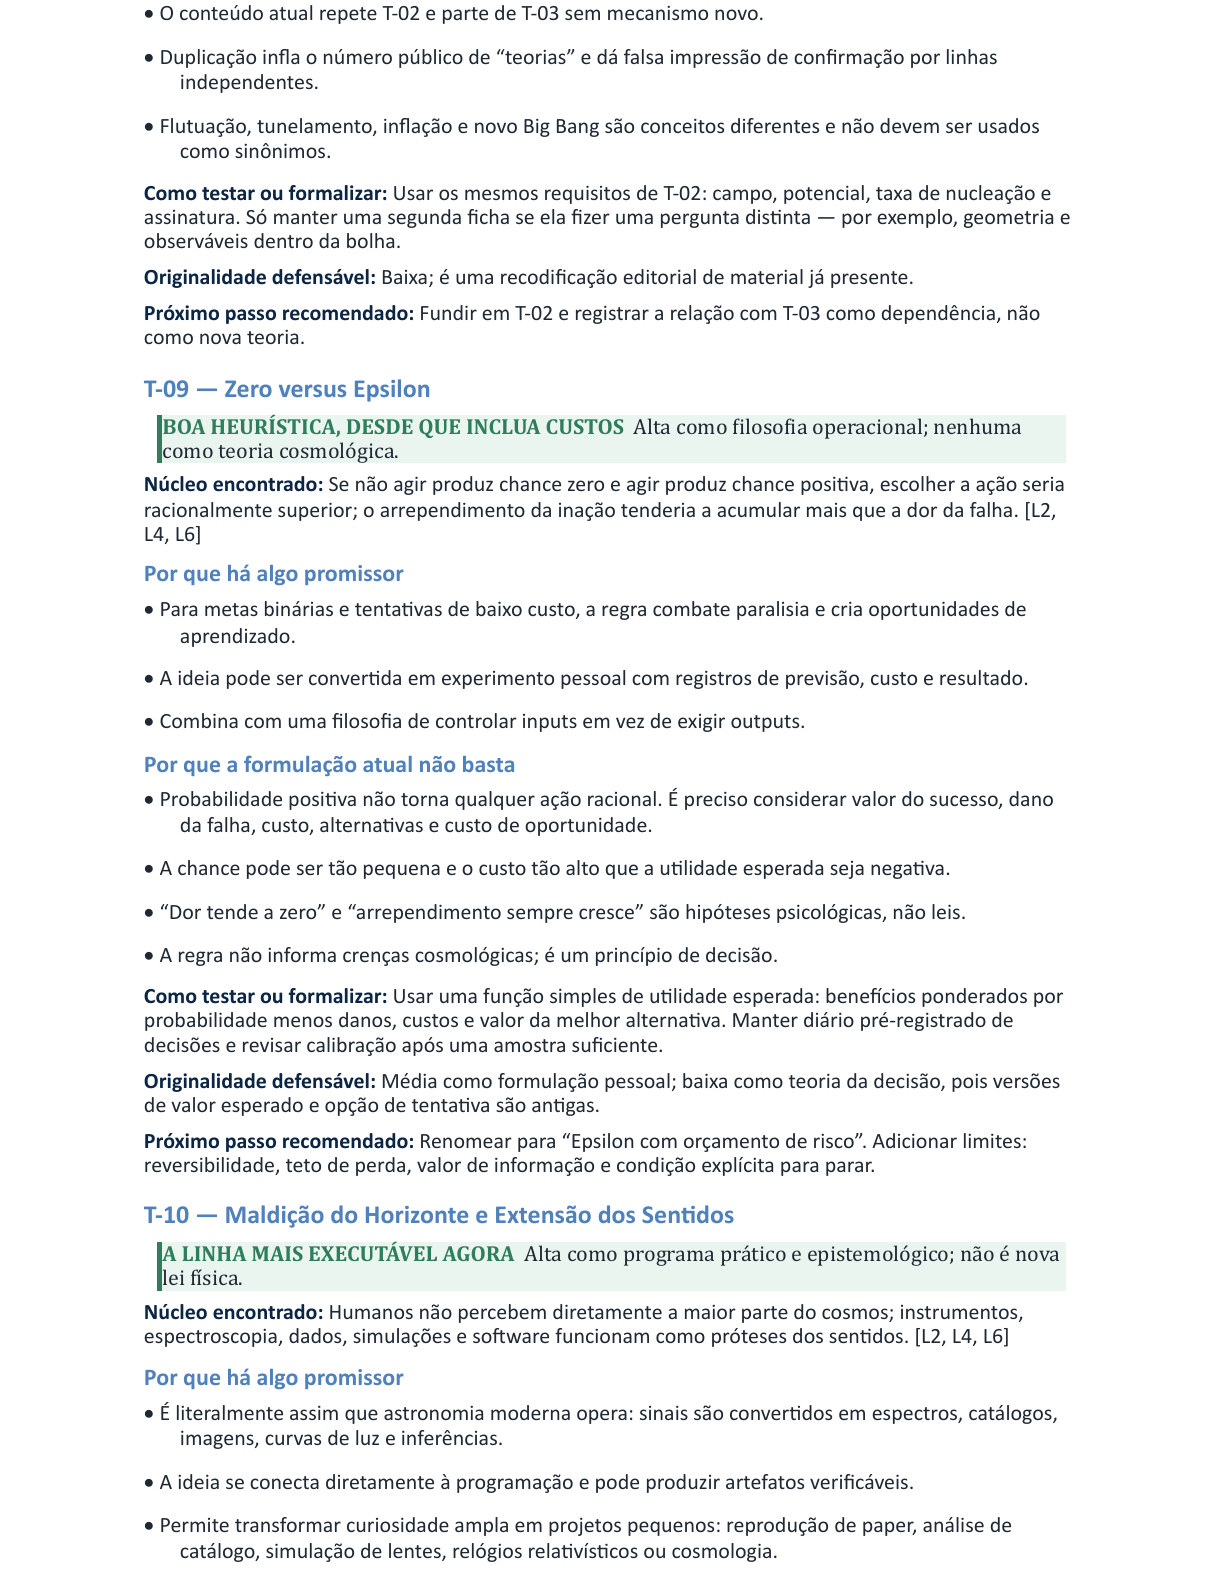 • O conteúdo atual repete T-02 e parte de T-03 sem mecanismo novo.
• Duplicação infla o número público de “teorias” e dá falsa impressão de confirmação por linhas
independentes.
• Flutuação, tunelamento, inflação e novo Big Bang são conceitos diferentes e não devem ser usados
como sinônimos.
Como testar ou formalizar: Usar os mesmos requisitos de T-02: campo, potencial, taxa de nucleação e
assinatura. Só manter uma segunda ficha se ela fizer uma pergunta distinta — por exemplo, geometria e
observáveis dentro da bolha.
Originalidade defensável: Baixa; é uma recodificação editorial de material já presente.
Próximo passo recomendado: Fundir em T-02 e registrar a relação com T-03 como dependência, não
como nova teoria.
T-09 — Zero versus Epsilon
BOA HEURÍSTICA, DESDE QUE INCLUA CUSTOS Alta como filosofia operacional; nenhuma
como teoria cosmológica.
Núcleo encontrado: Se não agir produz chance zero e agir produz chance positiva, escolher a ação seria
racionalmente superior; o arrependimento da inação tenderia a acumular mais que a dor da falha. [L2,
L4, L6]
Por que há algo promissor
• Para metas binárias e tentativas de baixo custo, a regra combate paralisia e cria oportunidades de
aprendizado.
• A ideia pode ser convertida em experimento pessoal com registros de previsão, custo e resultado.
• Combina com uma filosofia de controlar inputs em vez de exigir outputs.
Por que a formulação atual não basta
• Probabilidade positiva não torna qualquer ação racional. É preciso considerar valor do sucesso, dano
da falha, custo, alternativas e custo de oportunidade.
• A chance pode ser tão pequena e o custo tão alto que a utilidade esperada seja negativa.
• “Dor tende a zero” e “arrependimento sempre cresce” são hipóteses psicológicas, não leis.
• A regra não informa crenças cosmológicas; é um princípio de decisão.
Como testar ou formalizar: Usar uma função simples de utilidade esperada: benefícios ponderados por
probabilidade menos danos, custos e valor da melhor alternativa. Manter diário pré-registrado de
decisões e revisar calibração após uma amostra suficiente.
Originalidade defensável: Média como formulação pessoal; baixa como teoria da decisão, pois versões
de valor esperado e opção de tentativa são antigas.
Próximo passo recomendado: Renomear para “Epsilon com orçamento de risco”. Adicionar limites:
reversibilidade, teto de perda, valor de informação e condição explícita para parar.
T-10 — Maldição do Horizonte e Extensão dos Sentidos
A LINHA MAIS EXECUTÁVEL AGORA Alta como programa prático e epistemológico; não é nova
lei física.
Núcleo encontrado: Humanos não percebem diretamente a maior parte do cosmos; instrumentos,
espectroscopia, dados, simulações e software funcionam como próteses dos sentidos. [L2, L4, L6]
Por que há algo promissor
• É literalmente assim que astronomia moderna opera: sinais são convertidos em espectros, catálogos,
imagens, curvas de luz e inferências.
• A ideia se conecta diretamente à programação e pode produzir artefatos verificáveis.
• Permite transformar curiosidade ampla em projetos pequenos: reprodução de paper, análise de
catálogo, simulação de lentes, relógios relativísticos ou cosmologia.